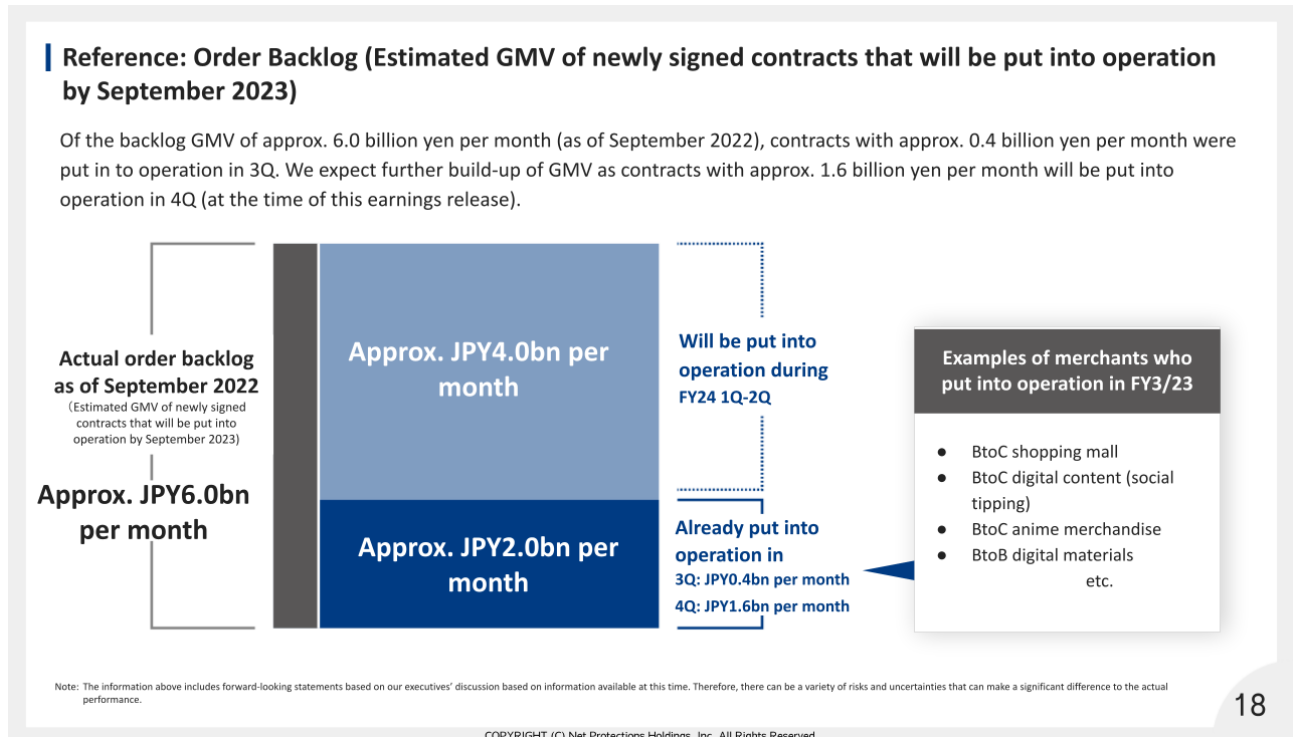 Reference: Order Backlog (Estimated GMV of newly signed contracts that will be put into operation
by September 2023)
Of the backlog GMV of approx. 6.0 billion yen per month (as of September 2022), contracts with approx. 0.4 billion yen per month were
put in to operation in 3Q. We expect further build-up of GMV as contracts with approx. 1.6 billion yen per month will be put into
operation in 4Q (at the time of this earnings release).
Actual order backlog
as of September 2022
(Estimated GMV of newly signed
contracts that will be put into
operation by September 2023)
Approx. JPY6.0bn
per month
Approx. JPY4.0bn per
month
Approx. JPY2.0bn per
month
Will be put into
operation during
FY24 1Q-2Q
Already put into
operation in
3Q: JPY0.4bn per month
4Q: JPY1.6bn per month
Examples of merchants who
put into operation in FY3/23
● BtoC shopping mall
● BtoC digital content (social
tipping)
● BtoC anime merchandise
● BtoB digital materials
etc.
Note: The information above includes forward-looking statements based on our executives' discussion based on information available at this time. Therefore, there can be a variety of risks and uncertainties that can make a significant difference to the actual
performance.
18
COPYRIGHT (C) Net Protections Holdings, Inc. All Rights Reserved